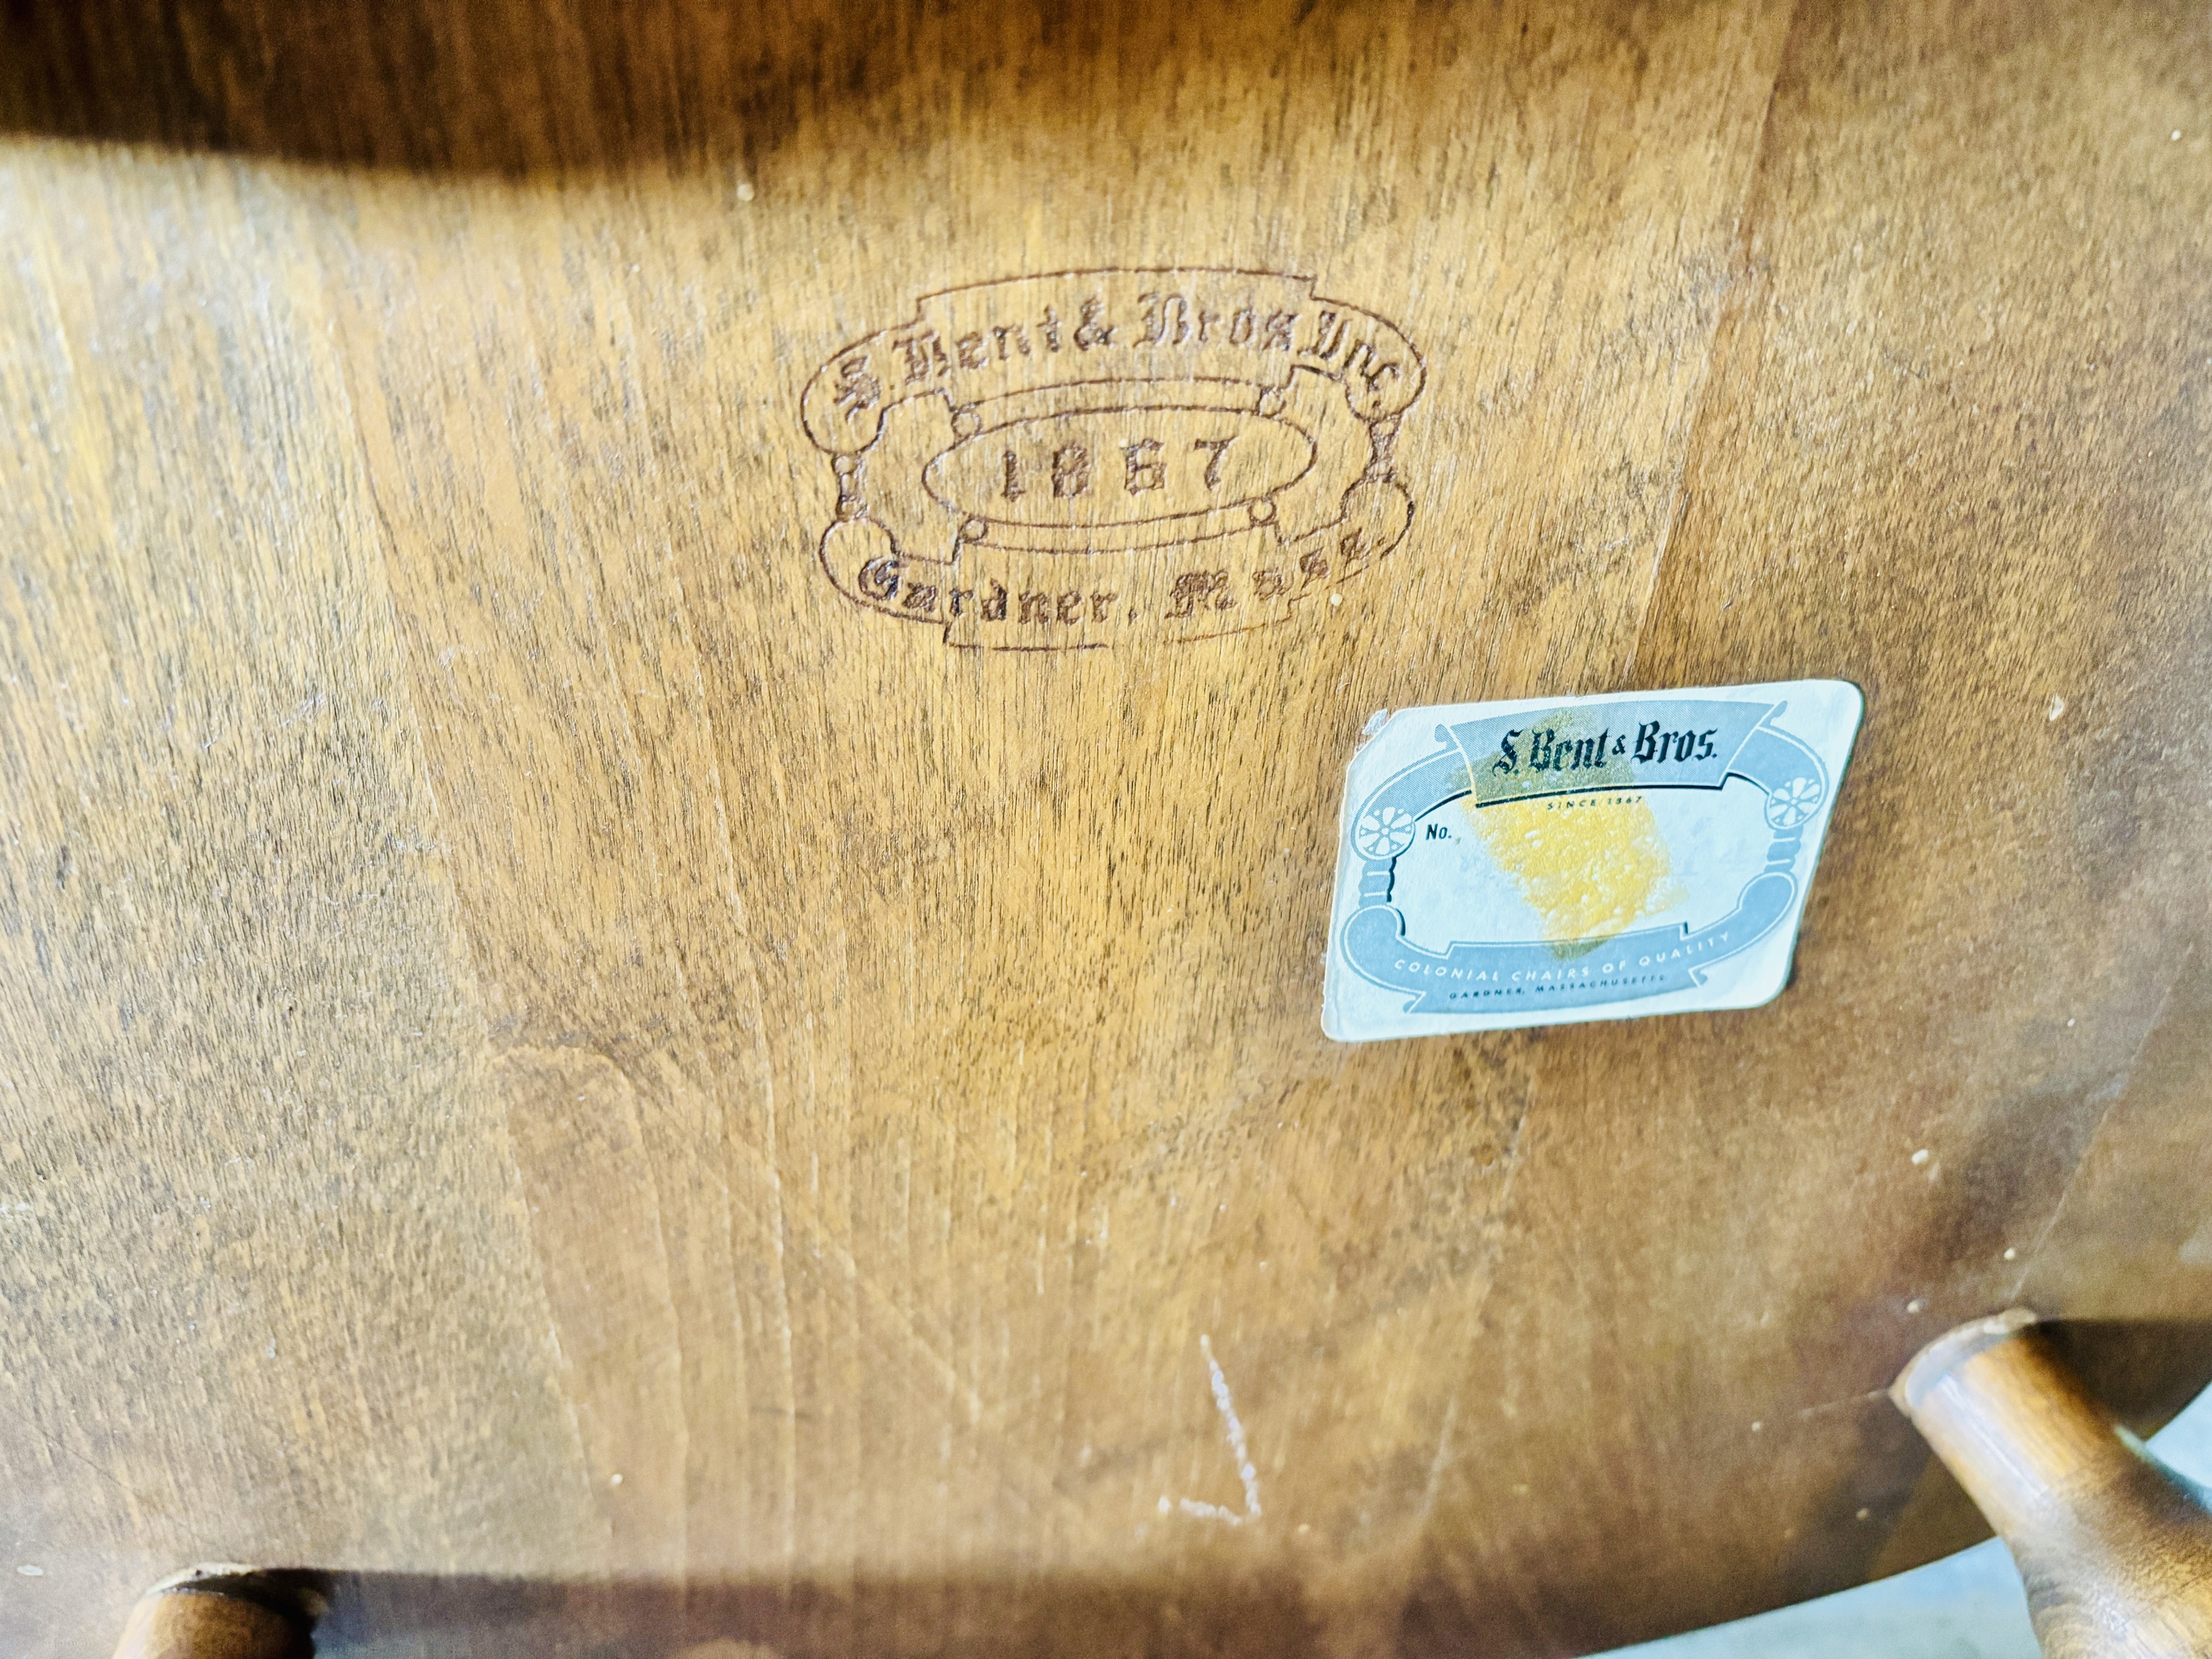 S. Bent & Bros Inc.
1867
Gardner, Mass.
S. Bent & Bros.
SINCE 1867
No.
COLONIAL CHAIRS OF QUALITY
GARDNER, MASSACHUSETTS